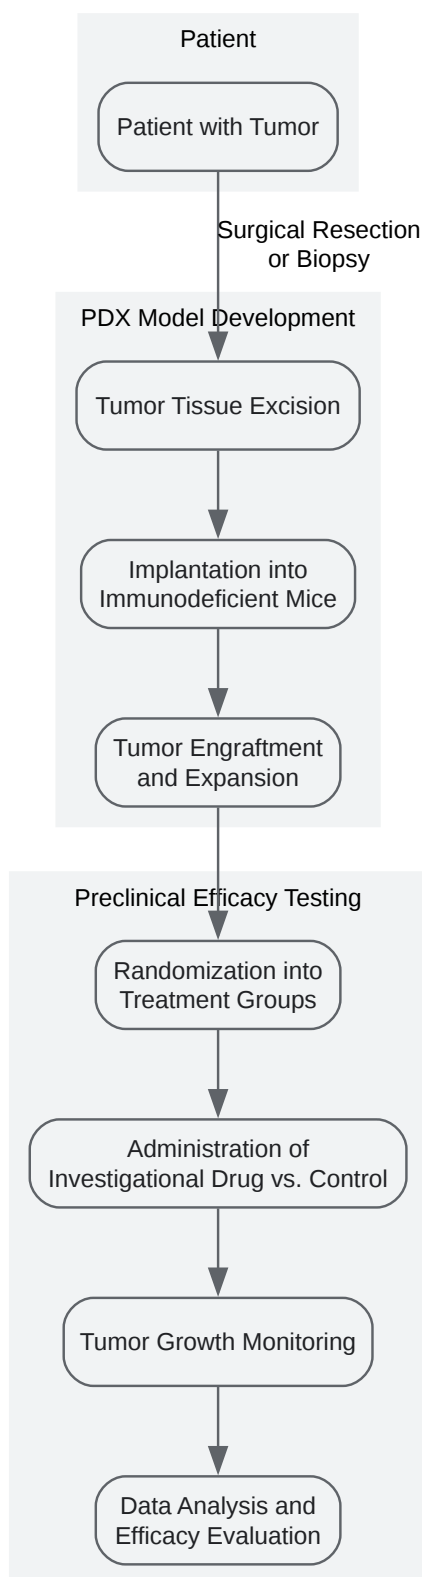 Patient
Patient with Tumor
Surgical Resection
or Biopsy
PDX Model Development
Tumor Tissue Excision
Implantation into
Immunodeficient Mice
Tumor Engraftment
and Expansion
Preclinical Efficacy Testing
Randomization into
Treatment Groups
Administration of
Investigational Drug vs. Control
Tumor Growth Monitoring
Data Analysis and
Efficacy Evaluation